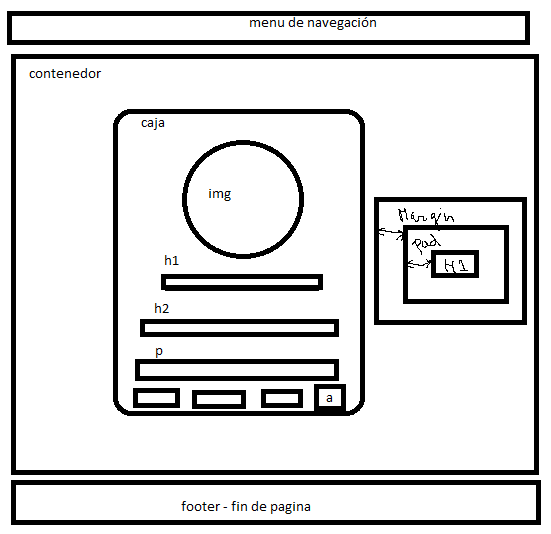 menu de navegación
contenedor
caja
img
h1
h2
p
a
Margin
pad
H1
footer - fin de pagina